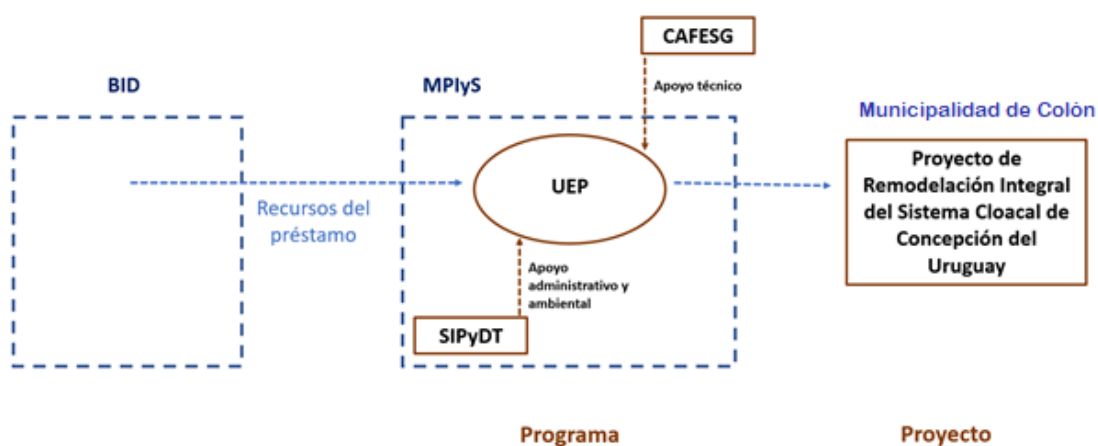 CAFESG
BID
MPIyS
Apoyo técnico
Municipalidad de Colón
Proyecto de
Remodelación Integral
del Sistema Cloacal de
Concepción del
Uruguay
UEP
Recursos del
préstamo
Apoyo
administrativo y
ambiental
SIPyDT
Programa
Proyecto